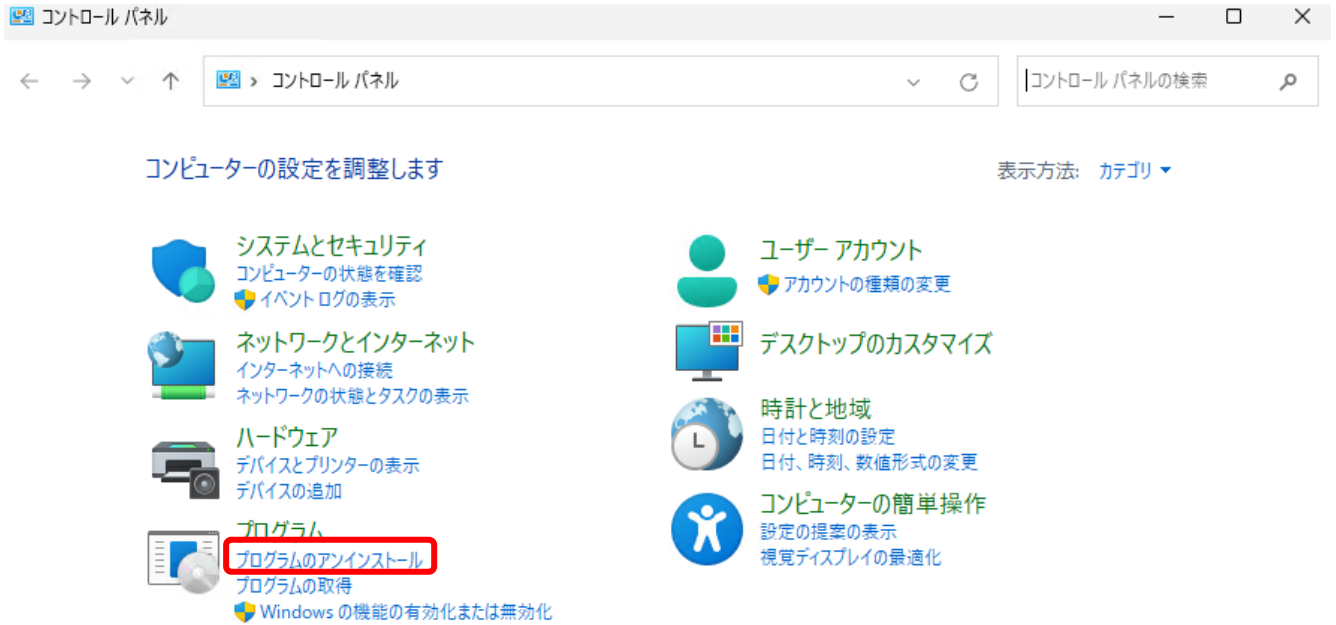 コントロール パネル
コントロール パネル
コントロール パネルの検索
コンピューターの設定を調整します
表示方法: カテゴリ
システムとセキュリティ
コンピューターの状態を確認
イベント ログの表示
ネットワークとインターネット
インターネットへの接続
ネットワークの状態とタスクの表示
ハードウェア
デバイスとプリンターの表示
デバイスの追加
プログラム
プログラムのアンインストール
プログラムの取得
Windows の機能の有効化または無効化
ユーザー アカウント
アカウントの種類の変更
デスクトップのカスタマイズ
時計と地域
日付と時刻の設定
日付、時刻、数値形式の変更
コンピューターの簡単操作
設定の提案の表示
視覚ディスプレイの最適化